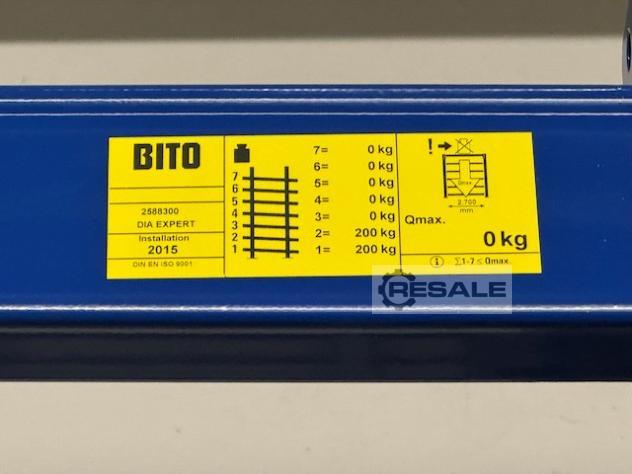 BITO
2588300
DIA EXPERT
Installation
2015
DIN EN ISO 9001
7
6
5
4
3
2
1
7= 0 kg
6= 0 kg
5= 0 kg
4= 0 kg
3= 0 kg
2= 200 kg
1= 200 kg
!
Qmax
2.700
mm
Qmax.
0 kg
i Σ1-7 ≤ Qmax.
RESALE